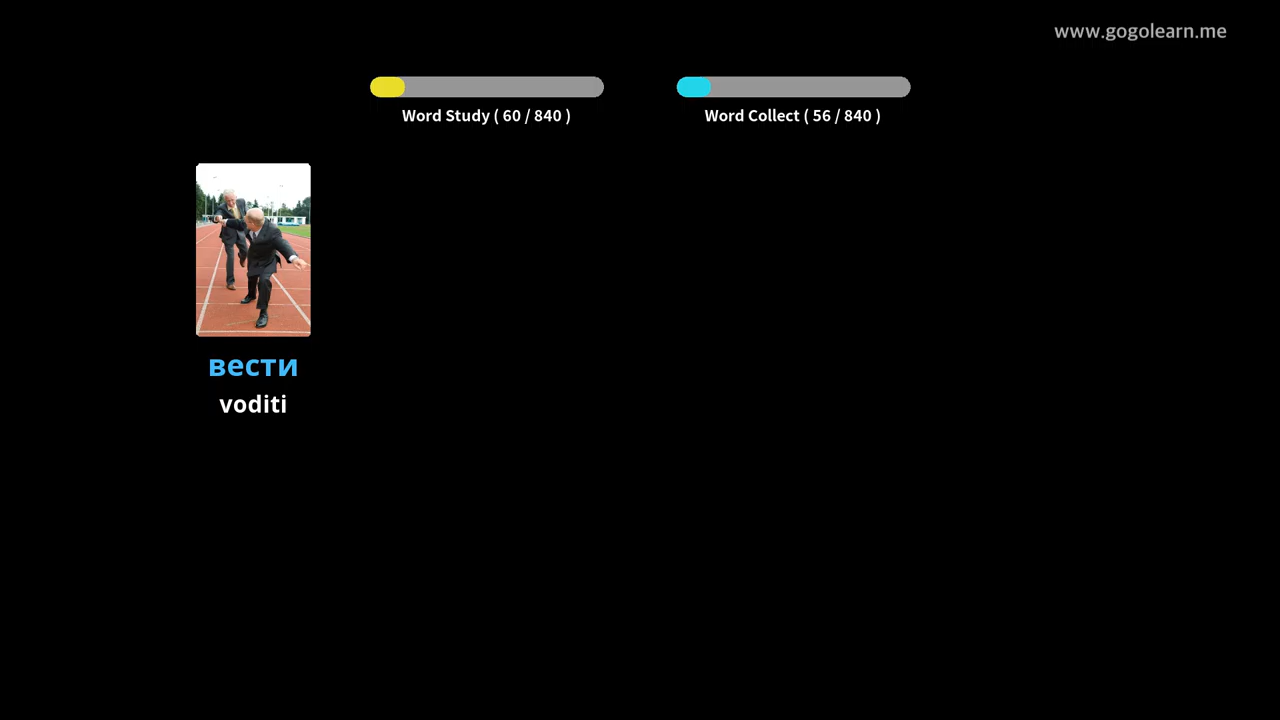 www.gogolearn.me
Word Study ( 60 / 840 )
Word Collect ( 56 / 840 )
вести
voditi